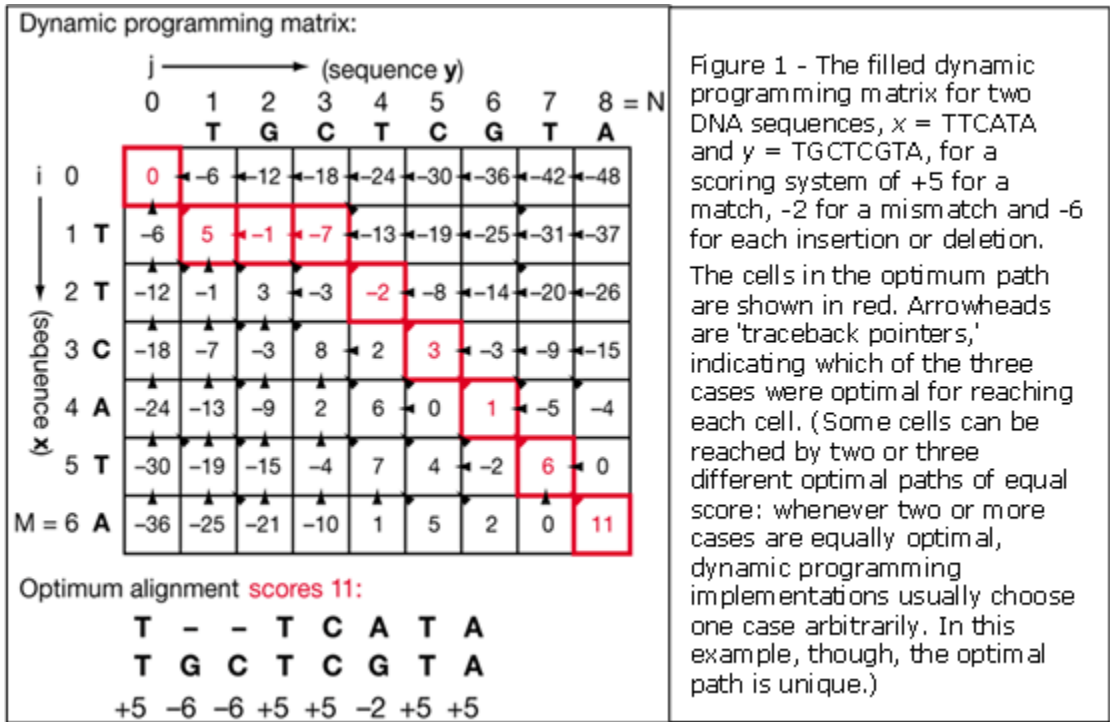 Dynamic programming matrix:
j (sequence y)
0 1 2 3 4 5 6 7 8 = N
T G C T C G T A
i 0 0 –6 –12 –18 –24 –30 –36 –42 –48
1 T –6 5 –1 –7 –13 –19 –25 –31 –37
2 T –12 –1 3 –3 –2 –8 –14 –20 –26
3 C –18 –7 –3 8 2 3 –3 –9 –15
4 A –24 –13 –9 2 6 0 1 –5 –4
5 T –30 –19 –15 –4 7 4 –2 6 0
M = 6 A –36 –25 –21 –10 1 5 2 0 11
(sequence x)
Optimum alignment scores 11:
T – – T C A T A
T G C T C G T A
+5 –6 –6 +5 +5 –2 +5 +5
Figure 1 - The filled dynamic
programming matrix for two
DNA sequences, x = TTCATA
and y = TGCTCGTA, for a
scoring system of +5 for a
match, -2 for a mismatch and -6
for each insertion or deletion.
The cells in the optimum path
are shown in red. Arrowheads
are 'traceback pointers,'
indicating which of the three
cases were optimal for reaching
each cell. (Some cells can be
reached by two or three
different optimal paths of equal
score: whenever two or more
cases are equally optimal,
dynamic programming
implementations usually choose
one case arbitrarily. In this
example, though, the optimal
path is unique.)